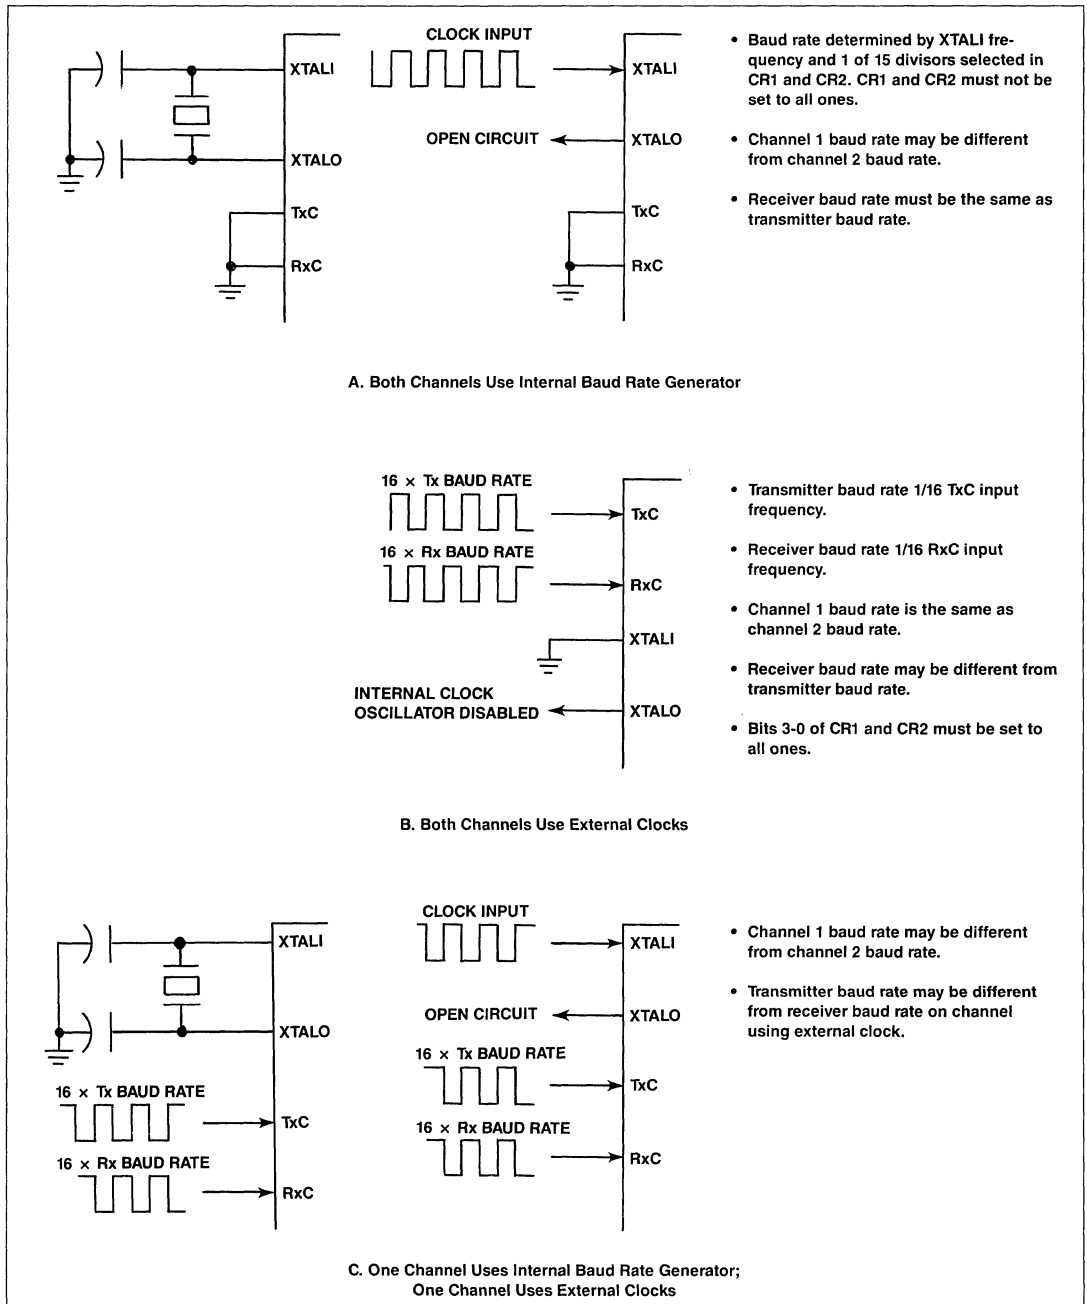 CLOCK INPUT
XTALI
XTALI
OPEN CIRCUIT
XTALO
XTALO
TxC
TxC
RxC
RxC
• Baud rate determined by XTALI fre-
quency and 1 of 15 divisors selected in
CR1 and CR2. CR1 and CR2 must not be
set to all ones.
• Channel 1 baud rate may be different
from channel 2 baud rate.
• Receiver baud rate must be the same as
transmitter baud rate.
A. Both Channels Use Internal Baud Rate Generator
16 × Tx BAUD RATE
TxC
16 × Rx BAUD RATE
RxC
XTALI
INTERNAL CLOCK
OSCILLATOR DISABLED
XTALO
• Transmitter baud rate 1/16 TxC input
frequency.
• Receiver baud rate 1/16 RxC input
frequency.
• Channel 1 baud rate is the same as
channel 2 baud rate.
• Receiver baud rate may be different from
transmitter baud rate.
• Bits 3-0 of CR1 and CR2 must be set to
all ones.
B. Both Channels Use External Clocks
XTALI
XTALO
16 × Tx BAUD RATE
TxC
16 × Rx BAUD RATE
RxC
CLOCK INPUT
XTALI
OPEN CIRCUIT
XTALO
16 × Tx BAUD RATE
TxC
16 × Rx BAUD RATE
RxC
• Channel 1 baud rate may be different
from channel 2 baud rate.
• Transmitter baud rate may be different
from receiver baud rate on channel
using external clock.
C. One Channel Uses Internal Baud Rate Generator;
One Channel Uses External Clocks